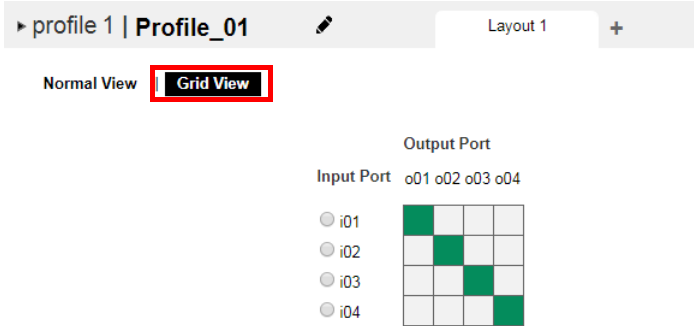 profile 1 | Profile_01 Layout 1 +
Normal View | Grid View
Output Port
Input Port o01 o02 o03 o04
i01
i02
i03
i04